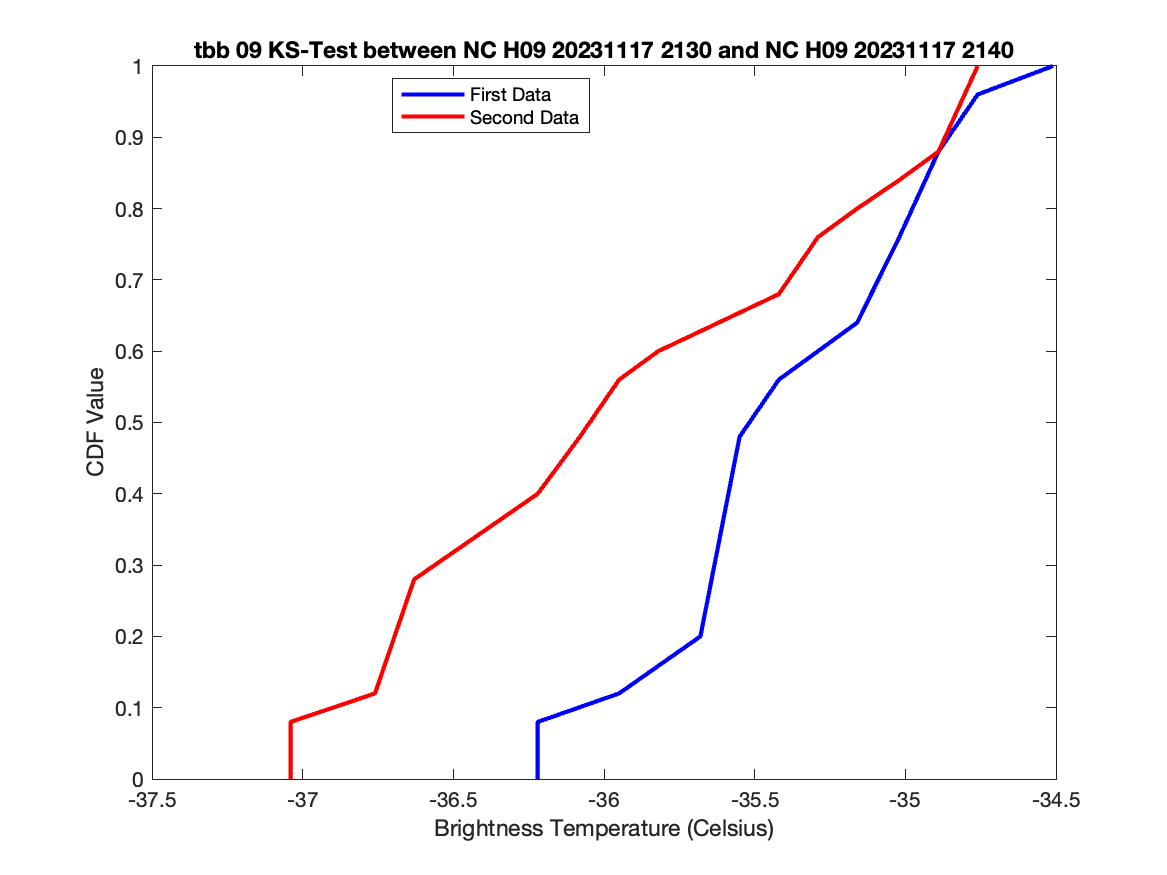 tbb 09 KS-Test between NC H09 20231117 2130 and NC H09 20231117 2140
First Data
Second Data
1
0.9
0.8
0.7
0.6
0.5
0.4
0.3
0.2
0.1
0
CDF Value
-37.5 -37 -36.5 -36 -35.5 -35 -34.5
Brightness Temperature (Celsius)